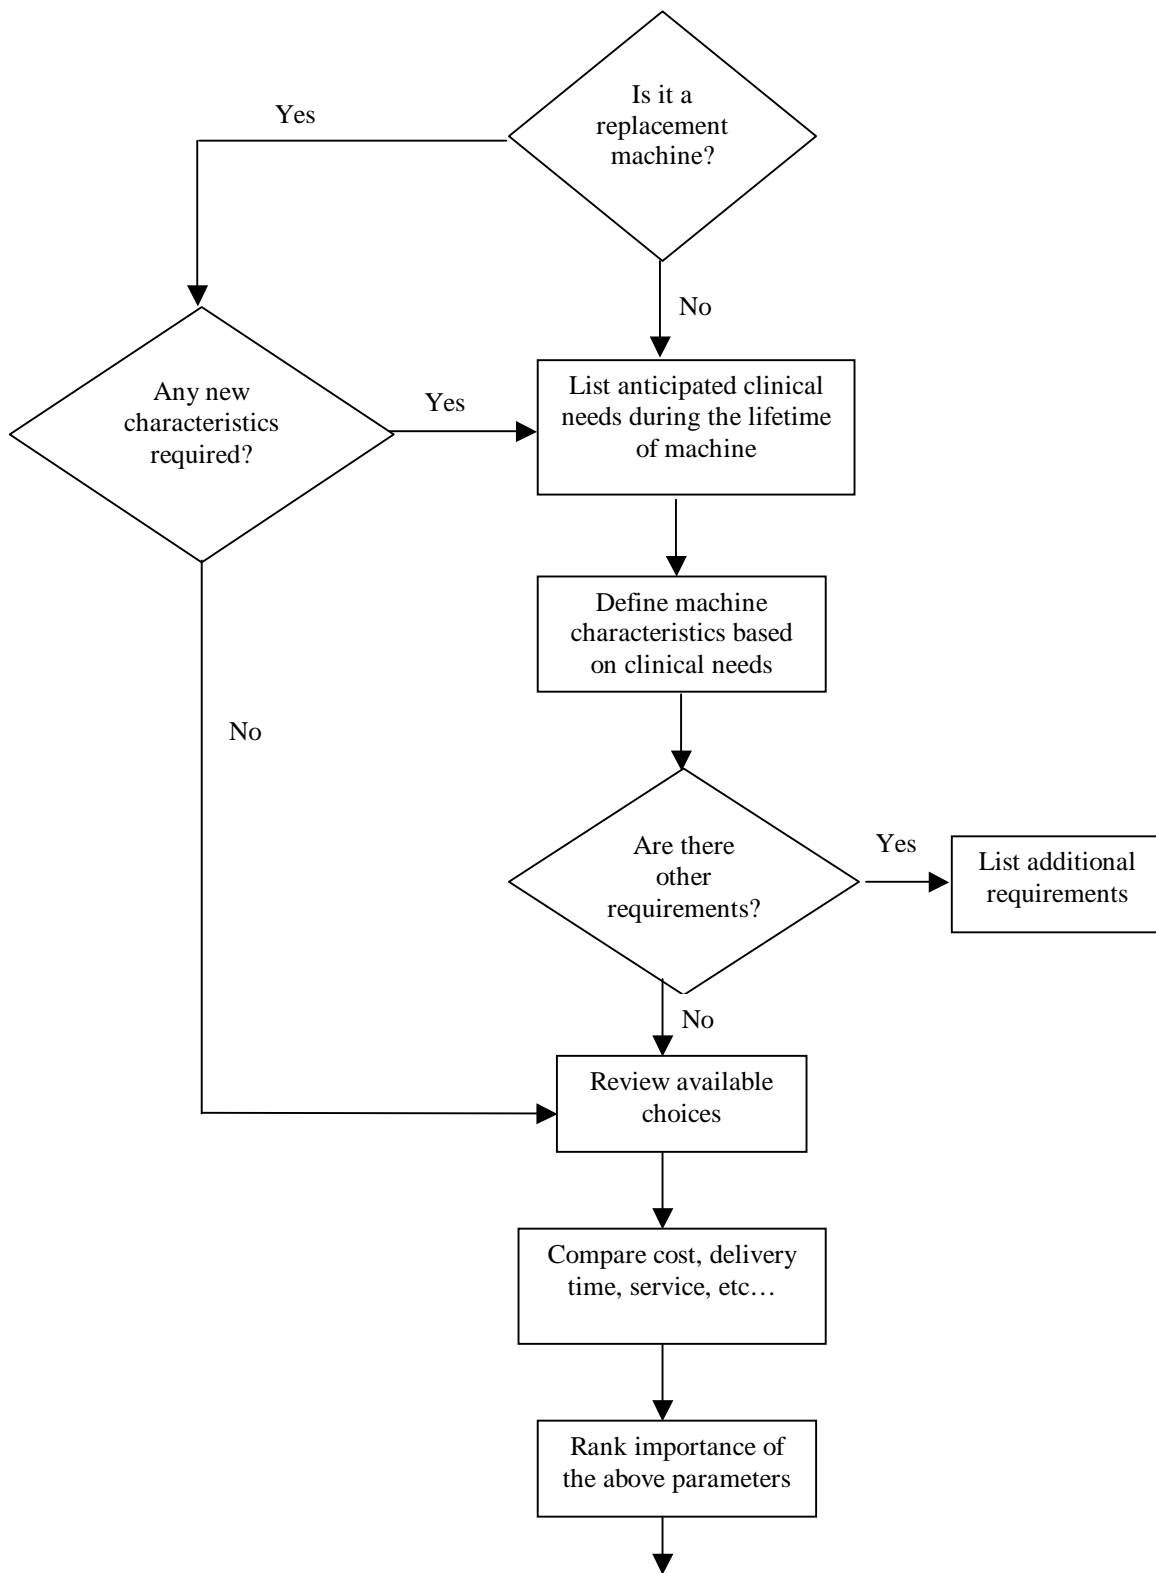 Is it a
replacement
machine?
Yes
No
Any new
characteristics
required?
Yes
List anticipated clinical
needs during the lifetime
of machine
Define machine
characteristics based
on clinical needs
No
Are there
other
requirements?
Yes
List additional
requirements
No
Review available
choices
Compare cost, delivery
time, service, etc…
Rank importance of
the above parameters